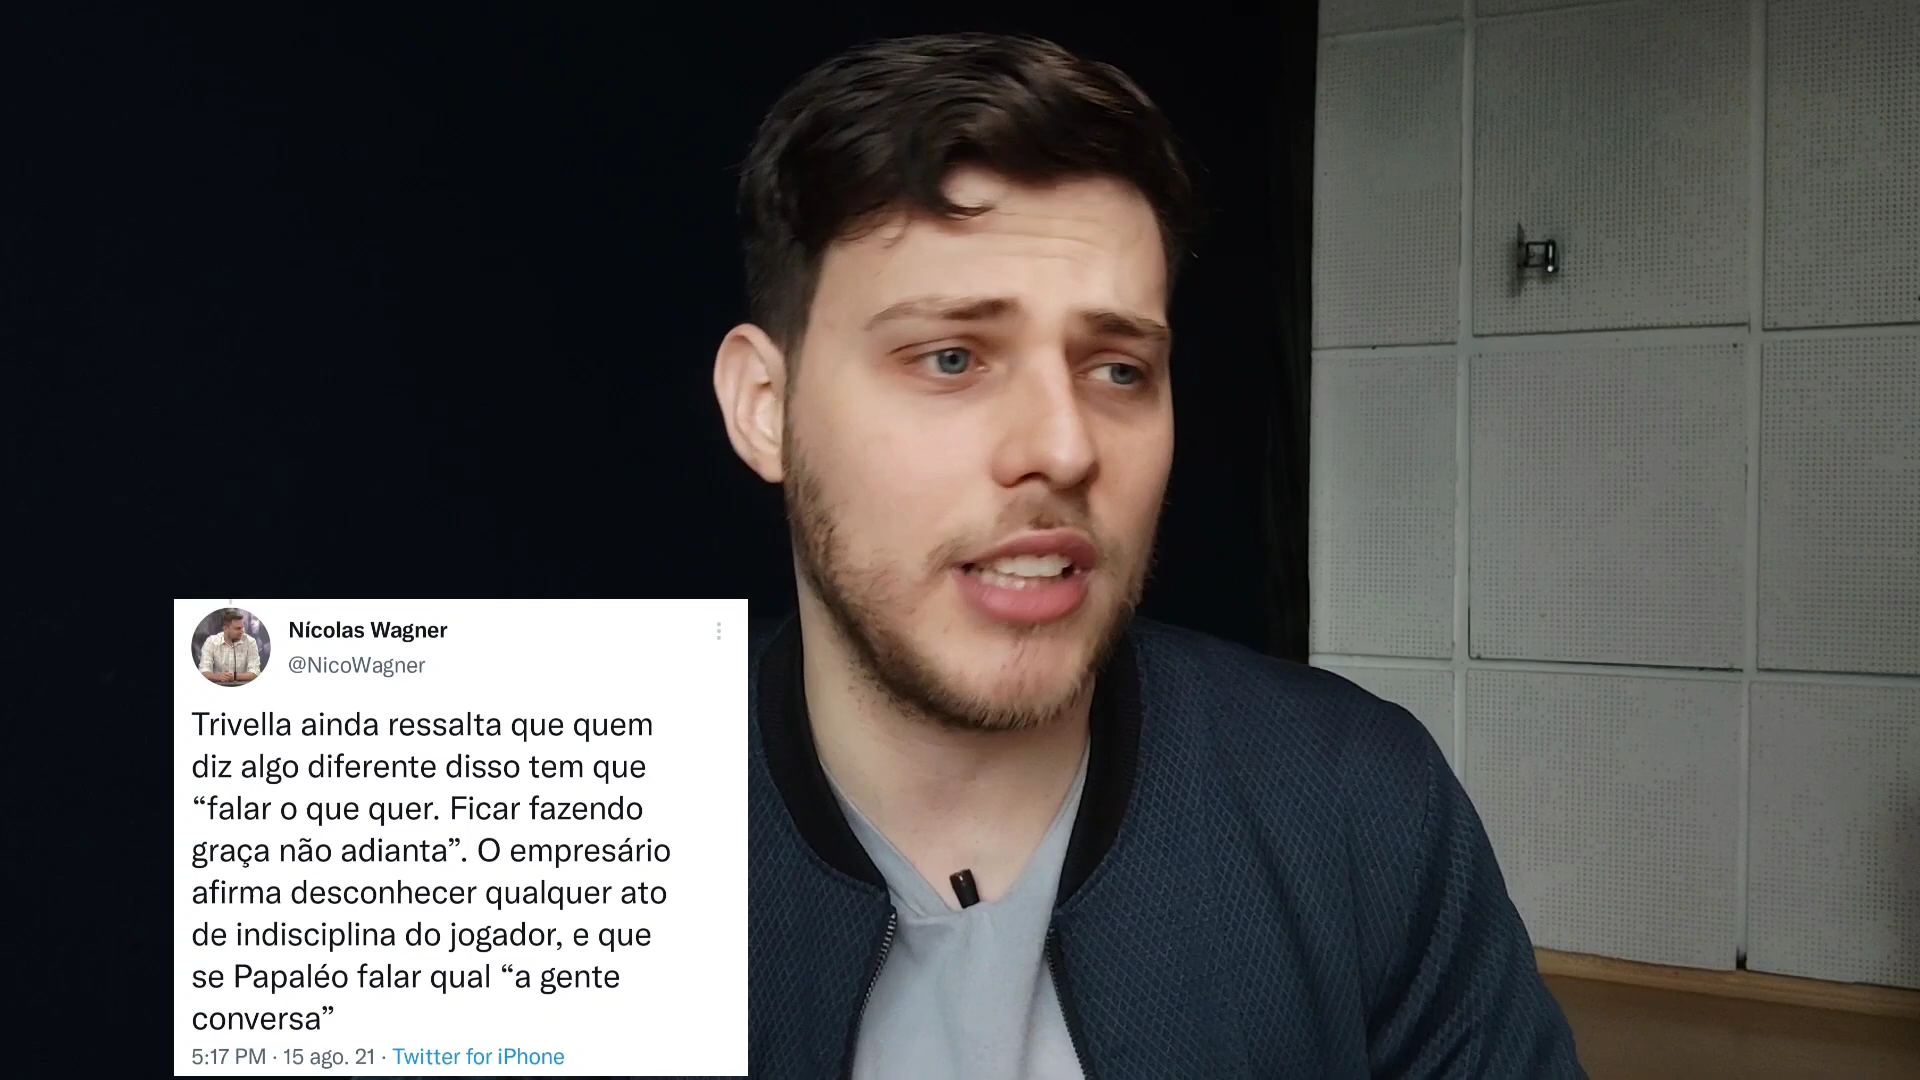 Nícolas Wagner
@NicoWagner
Trivella ainda ressalta que quem
diz algo diferente disso tem que
“falar o que quer. Ficar fazendo
graça não adianta”. O empresário
afirma desconhecer qualquer ato
de indisciplina do jogador, e que
se Papaléo falar qual “a gente
conversa”
5:17 PM · 15 ago. 21 · Twitter for iPhone